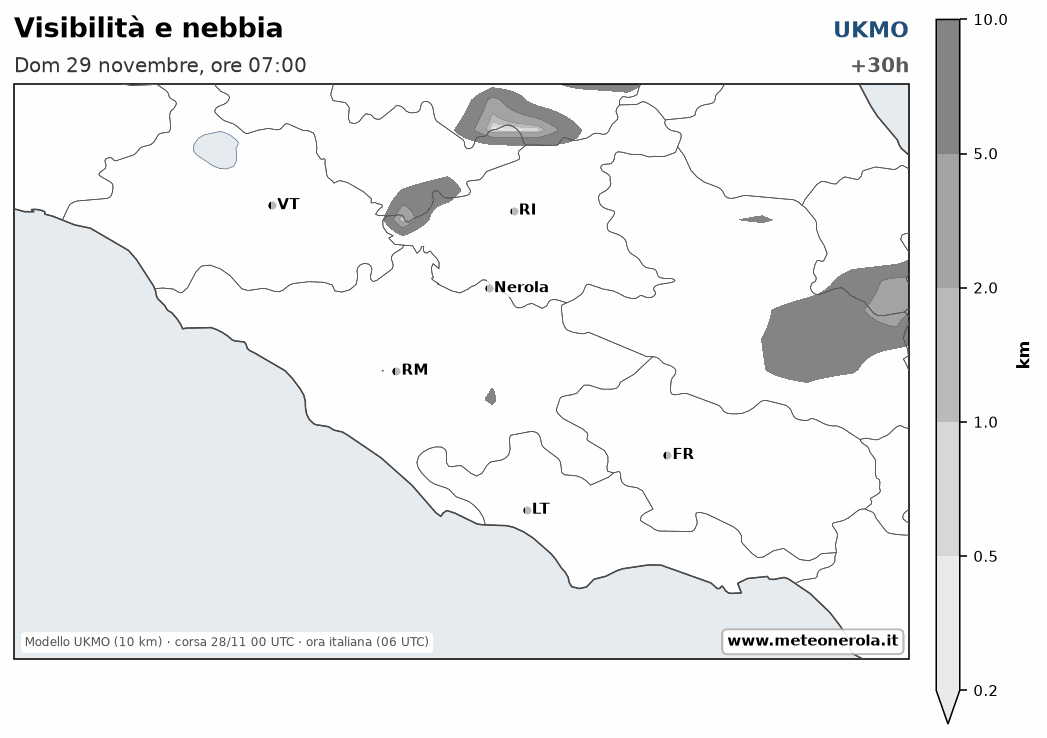 Visibilità e nebbia
UKMO
Dom 29 novembre, ore 07:00
+30h
10.0
5.0
2.0
1.0
0.5
0.2
km
VT
RI
Nerola
RM
FR
LT
Modello UKMO (10 km) · corsa 28/11 00 UTC · ora italiana (06 UTC)
www.meteonerola.it